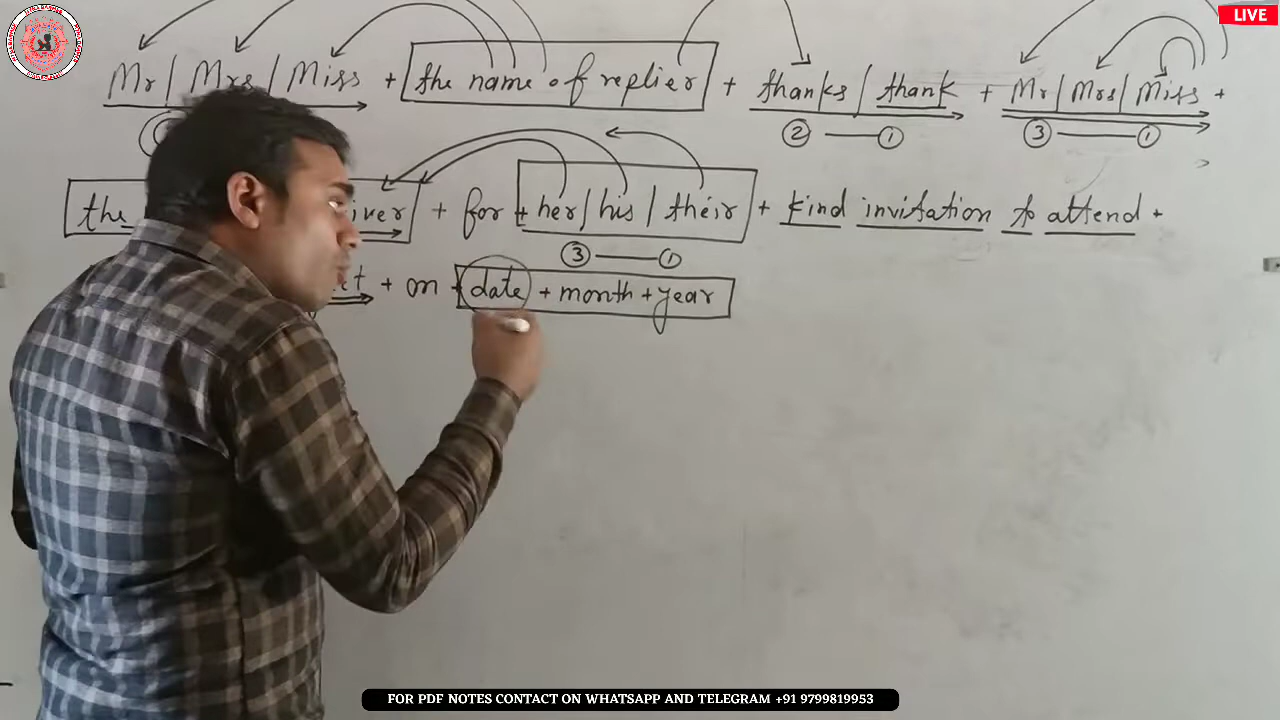 LIVE
Mr / Mrs / Miss + the name of replier + thanks / thank + Mr / Mrs / Miss +
② — ① ③ — ①
the iver + for + her / his / their + kind invitation to attend +
③ — ①
+ on + date + month + year
FOR PDF NOTES CONTACT ON WHATSAPP AND TELEGRAM +91 9799819953